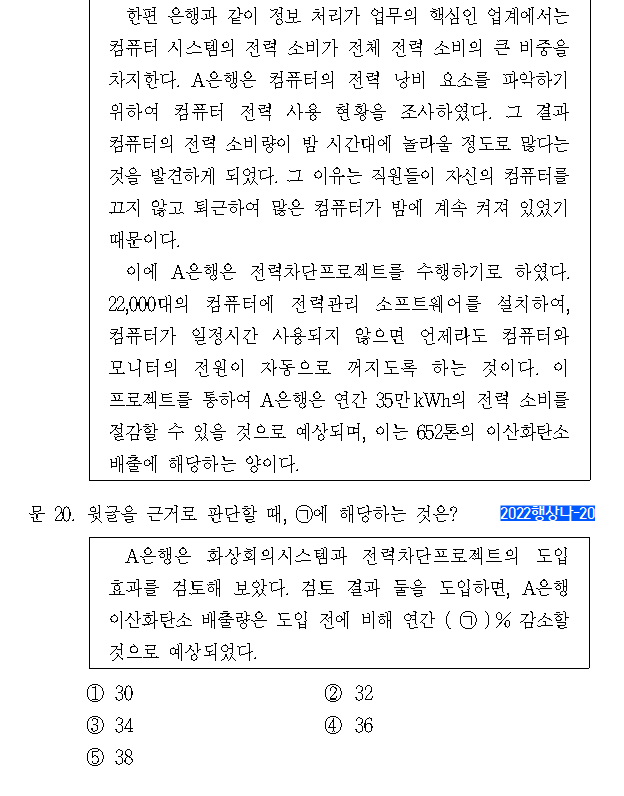 한편 은행과 같이 정보 처리가 업무의 핵심인 업계에서는
컴퓨터 시스템의 전력 소비가 전체 전력 소비의 큰 비중을
차지한다. A은행은 컴퓨터의 전력 낭비 요소를 파악하기
위하여 컴퓨터 전력 사용 현황을 조사하였다. 그 결과
컴퓨터의 전력 소비량이 밤 시간대에 놀라울 정도로 많다는
것을 발견하게 되었다. 그 이유는 직원들이 자신의 컴퓨터를
끄지 않고 퇴근하여 많은 컴퓨터가 밤에 계속 켜져 있었기
때문이다.
이에 A은행은 전력차단프로젝트를 수행하기로 하였다.
22,000대의 컴퓨터에 전력관리 소프트웨어를 설치하여,
컴퓨터가 일정시간 사용되지 않으면 언제라도 컴퓨터와
모니터의 전원이 자동으로 꺼지도록 하는 것이다. 이
프로젝트를 통하여 A은행은 연간 35만kWh의 전력 소비를
절감할 수 있을 것으로 예상되며, 이는 652톤의 이산화탄소
배출에 해당하는 양이다.
문 20. 윗글을 근거로 판단할 때, ㉠에 해당하는 것은? 2022행상나-20
A은행은 화상회의시스템과 전력차단프로젝트의 도입
효과를 검토해 보았다. 검토 결과 둘을 도입하면, A은행
이산화탄소 배출량은 도입 전에 비해 연간 ( ㉠ )% 감소할
것으로 예상되었다.
① 30 ② 32
③ 34 ④ 36
⑤ 38